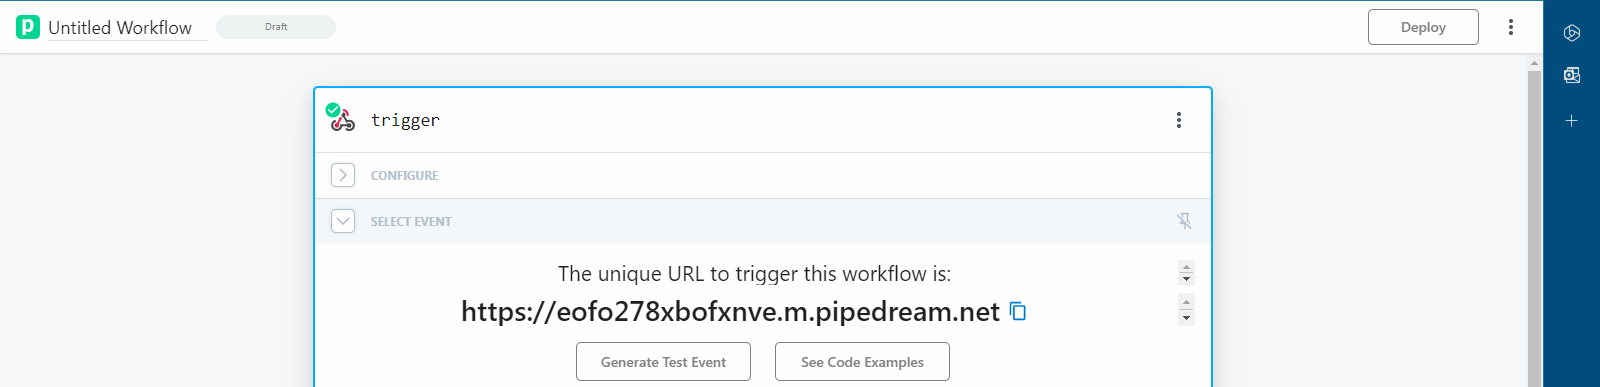 p Untitled Workflow Draft Deploy
trigger
CONFIGURE
SELECT EVENT
The unique URL to trigger this workflow is:
https://eofo278xbofxnve.m.pipedream.net
Generate Test Event See Code Examples